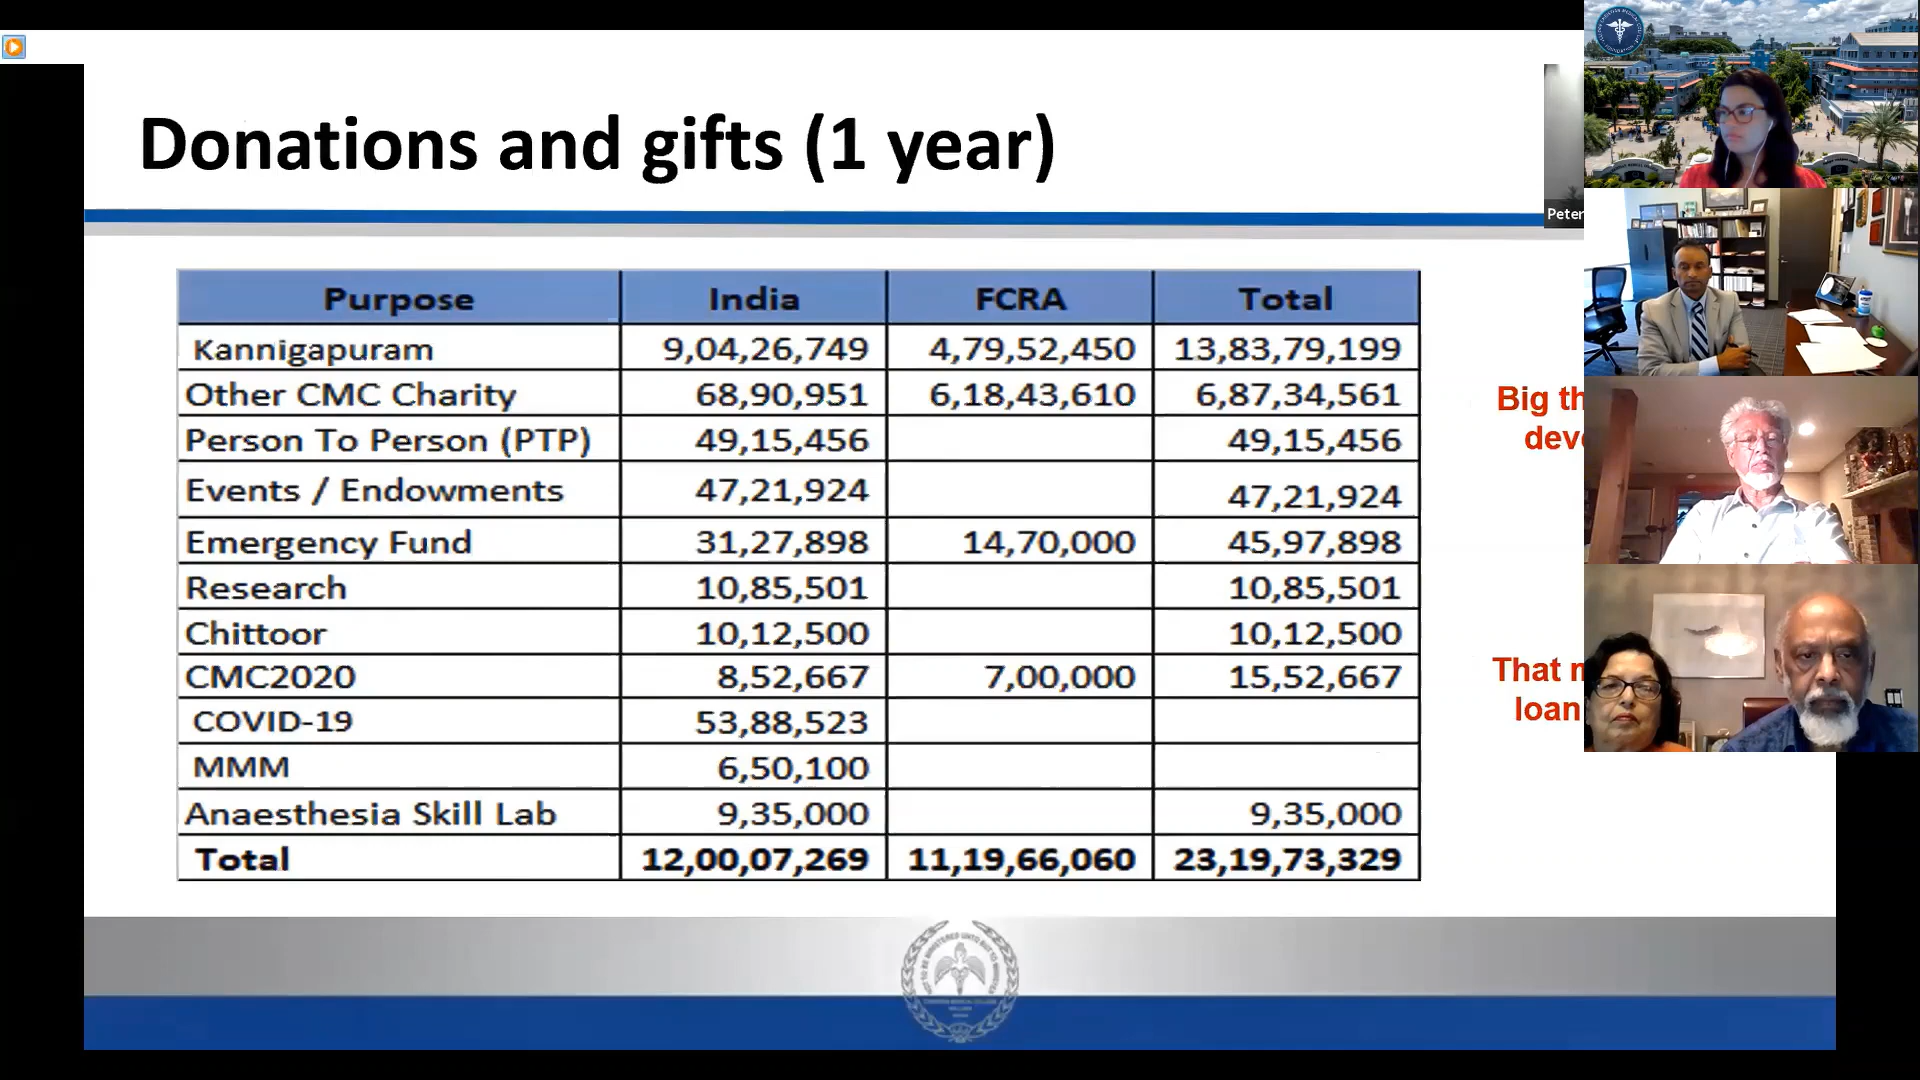 Donations and gifts (1 year)
Peter
Purpose India FCRA Total
Kannigapuram 9,04,26,749 4,79,52,450 13,83,79,199
Other CMC Charity 68,90,951 6,18,43,610 6,87,34,561
Person To Person (PTP) 49,15,456 49,15,456
Events / Endowments 47,21,924 47,21,924
Emergency Fund 31,27,898 14,70,000 45,97,898
Research 10,85,501 10,85,501
Chittoor 10,12,500 10,12,500
CMC2020 8,52,667 7,00,000 15,52,667
COVID-19 53,88,523
MMM 6,50,100
Anaesthesia Skill Lab 9,35,000 9,35,000
Total 12,00,07,269 11,19,66,060 23,19,73,329
Big
That
loan